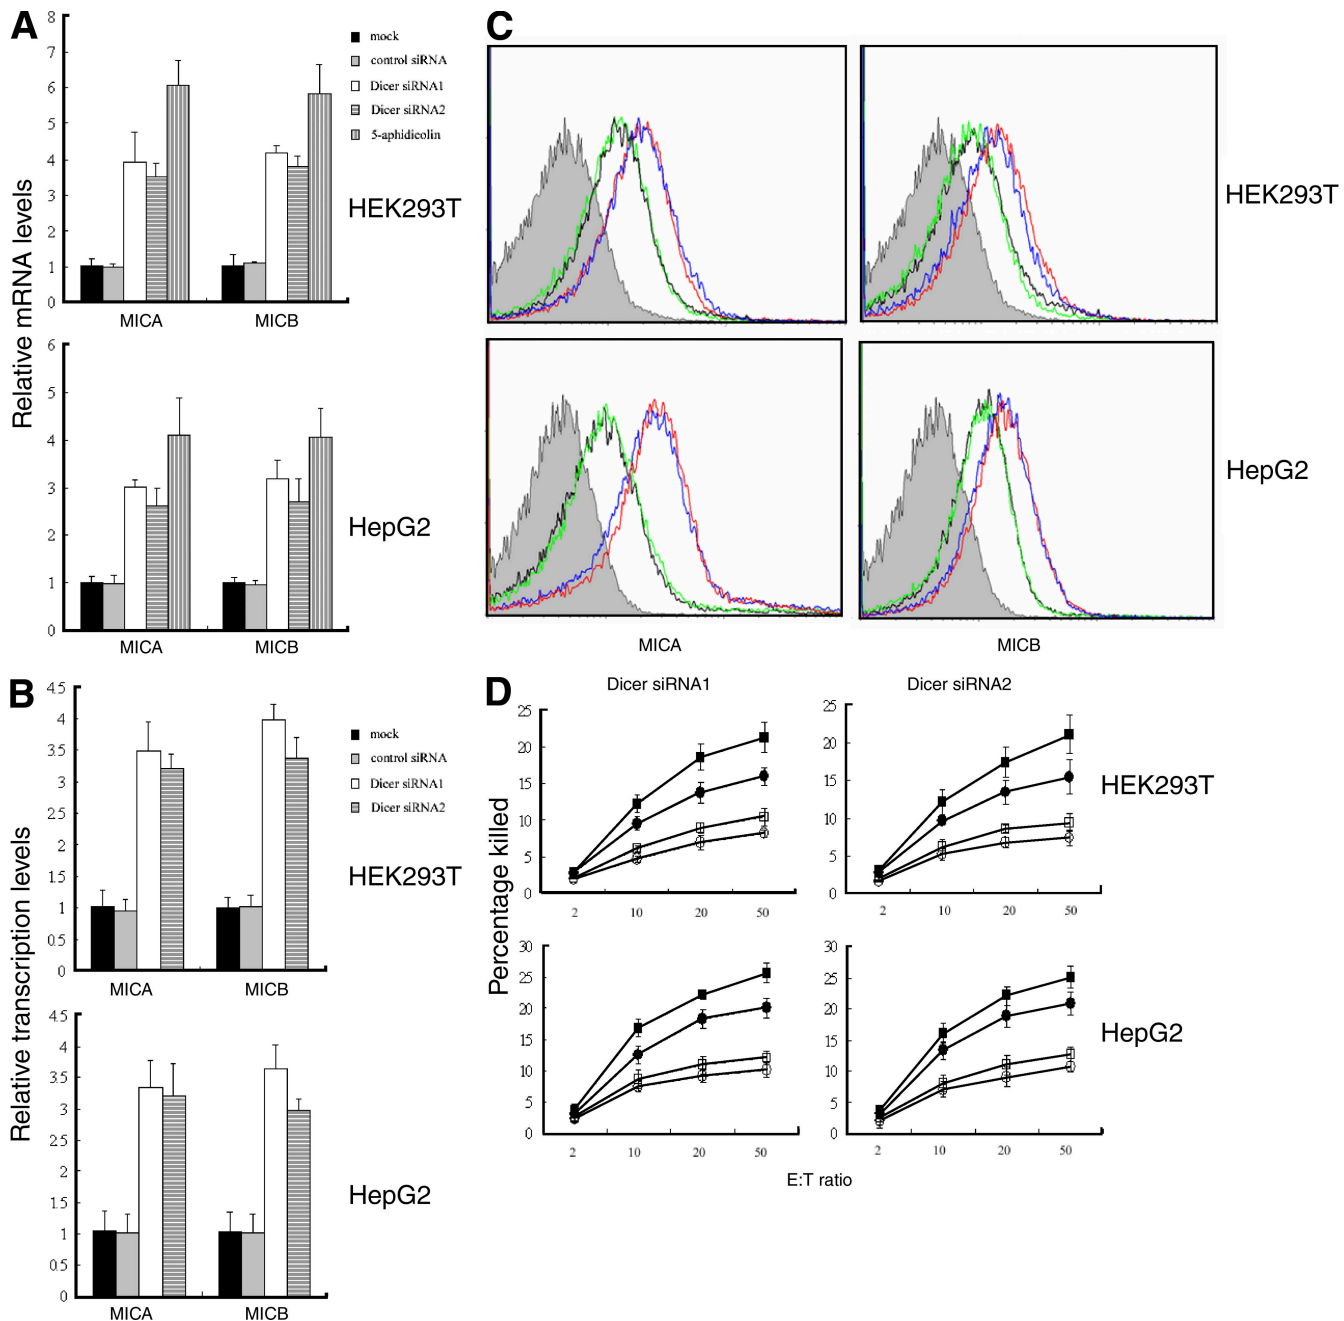 A
8
7
6
5
4
3
2
1
0
MICA
MICB
mock
control siRNA
Dicer siRNA1
Dicer siRNA2
5-aphidicolin
HEK293T
Relative mRNA levels
6
5
4
3
2
1
0
MICA
MICB
HepG2
B
4.5
4
3.5
3
2.5
2
1.5
1
0.5
0
MICA
MICB
mock
control siRNA
Dicer siRNA1
Dicer siRNA2
HEK293T
Relative transcription levels
4.5
4
3.5
3
2.5
2
1.5
1
0.5
0
MICA
MICB
HepG2
C
HEK293T
HepG2
MICA
MICB
D
Dicer siRNA1
Dicer siRNA2
25
20
15
10
5
0
2
10
20
50
25
20
15
10
5
0
2
10
20
50
HEK293T
Percentage killed
30
25
20
15
10
5
0
2
10
20
50
30
25
20
15
10
5
0
2
10
20
50
HepG2
E:T ratio